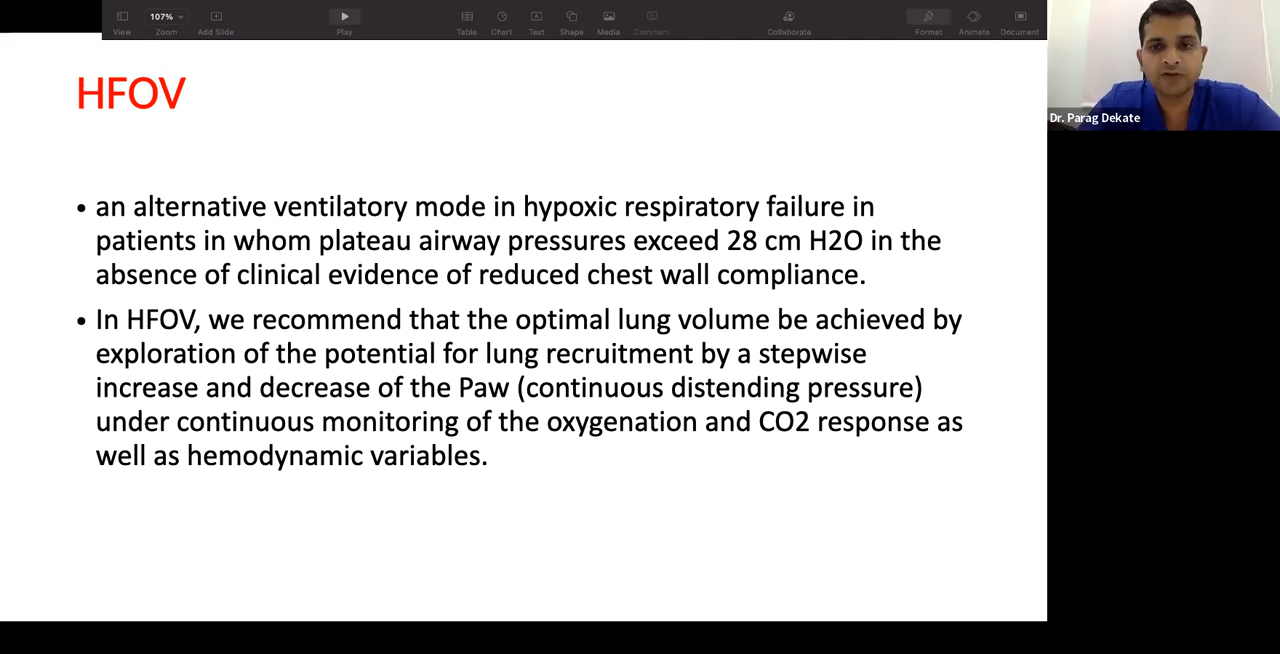 107%
View
Zoom
Add Slide
Play
Table
Chart
Text
Shape
Media
Comment
Collaborate
Format
Animate
Document
Dr. Parag Dekate
HFOV
• an alternative ventilatory mode in hypoxic respiratory failure in
patients in whom plateau airway pressures exceed 28 cm H2O in the
absence of clinical evidence of reduced chest wall compliance.
• In HFOV, we recommend that the optimal lung volume be achieved by
exploration of the potential for lung recruitment by a stepwise
increase and decrease of the Paw (continuous distending pressure)
under continuous monitoring of the oxygenation and CO2 response as
well as hemodynamic variables.